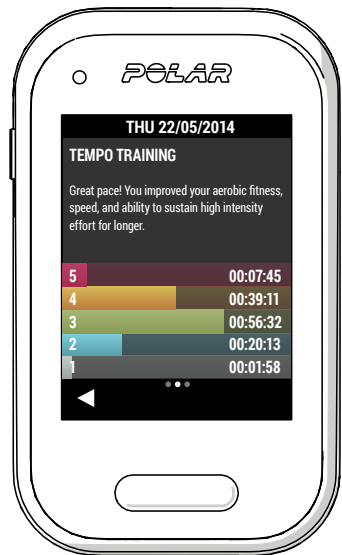 POLAR
THU 22/05/2014
TEMPO TRAINING
Great pace! You improved your aerobic fitness,
speed, and ability to sustain high intensity
effort for longer.
5 00:07:45
4 00:39:11
3 00:56:32
2 00:20:13
1 00:01:58